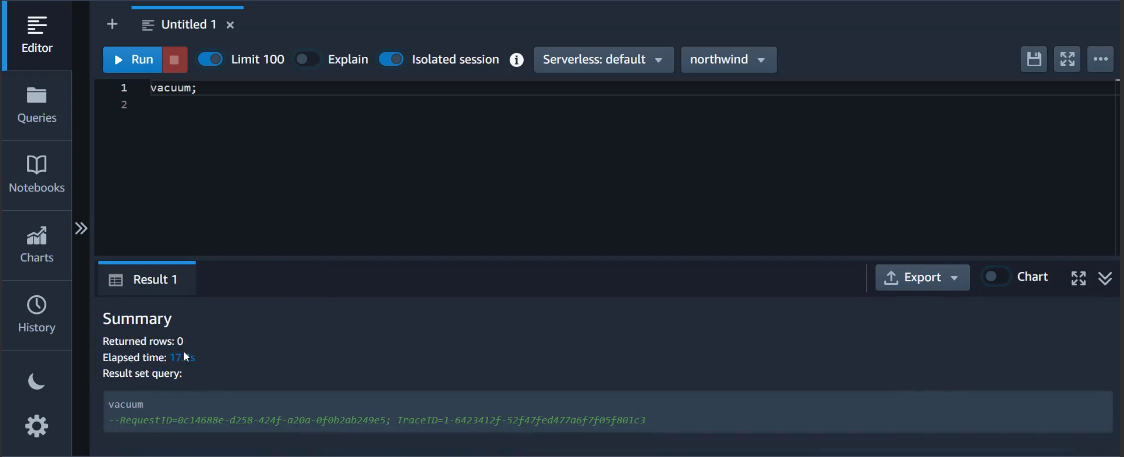 Editor
Queries
Notebooks
Charts
History
Untitled 1
Run
Limit 100
Explain
Isolated session
Serverless: default
northwind
1 vacuum;
2
Result 1
Export
Chart
Summary
Returned rows: 0
Elapsed time:
Result set query:
vacuum
--RequestID=0c14688e-d258-424f-a20a-0f0b2ab249e5; TraceID=1-6423412f-52f47fed477a6f7f05f801c3